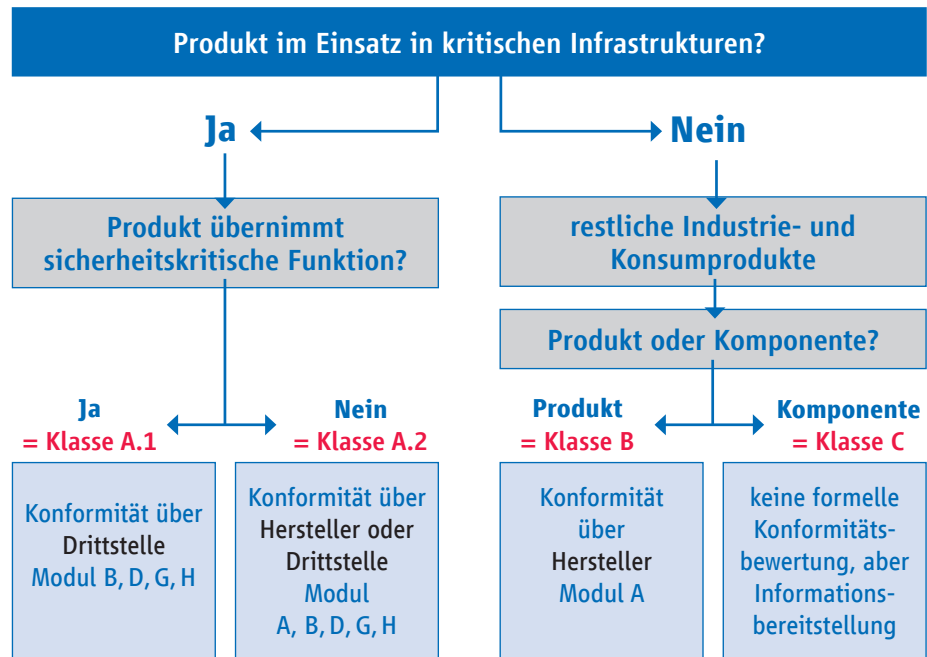 Produkt im Einsatz in kritischen Infrastrukturen?
Ja
Nein
Produkt übernimmt
sicherheitskritische Funktion?
restliche Industrie- und
Konsumprodukte
Produkt oder Komponente?
Ja
= Klasse A.1
Nein
= Klasse A.2
Produkt
= Klasse B
Komponente
= Klasse C
Konformität über
Drittstelle
Modul B, D, G, H
Konformität über
Hersteller oder
Drittstelle
Modul
A, B, D, G, H
Konformität
über
Hersteller
Modul A
keine formelle
Konformitäts-
bewertung, aber
Informations-
bereitstellung